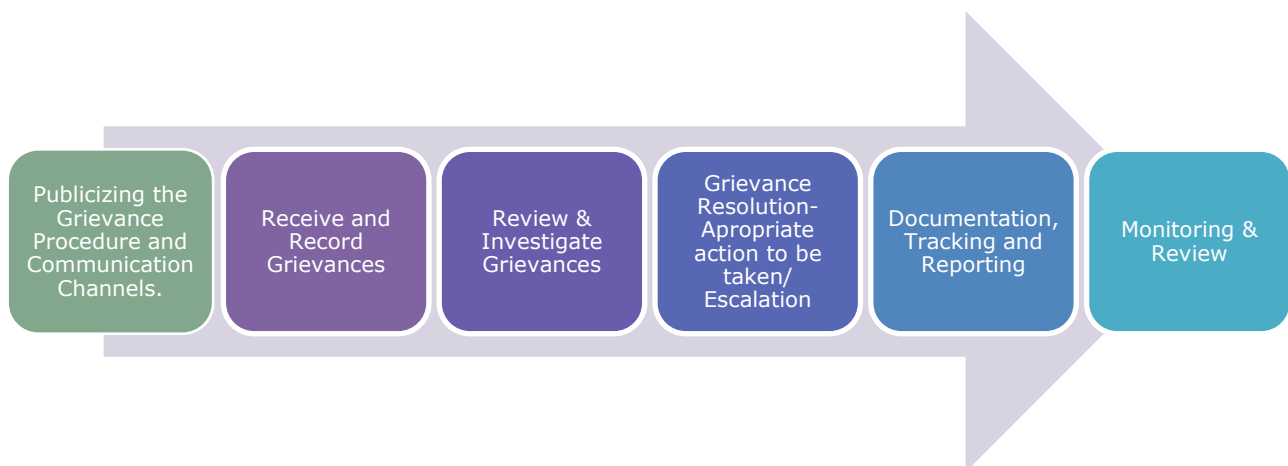 Publicizing the
Grievance
Procedure and
Communication
Channels.
Receive and
Record
Grievances
Review &
Investigate
Grievances
Grievance
Resolution-
Apropriate
action to be
taken/
Escalation
Documentation,
Tracking and
Reporting
Monitoring &
Review